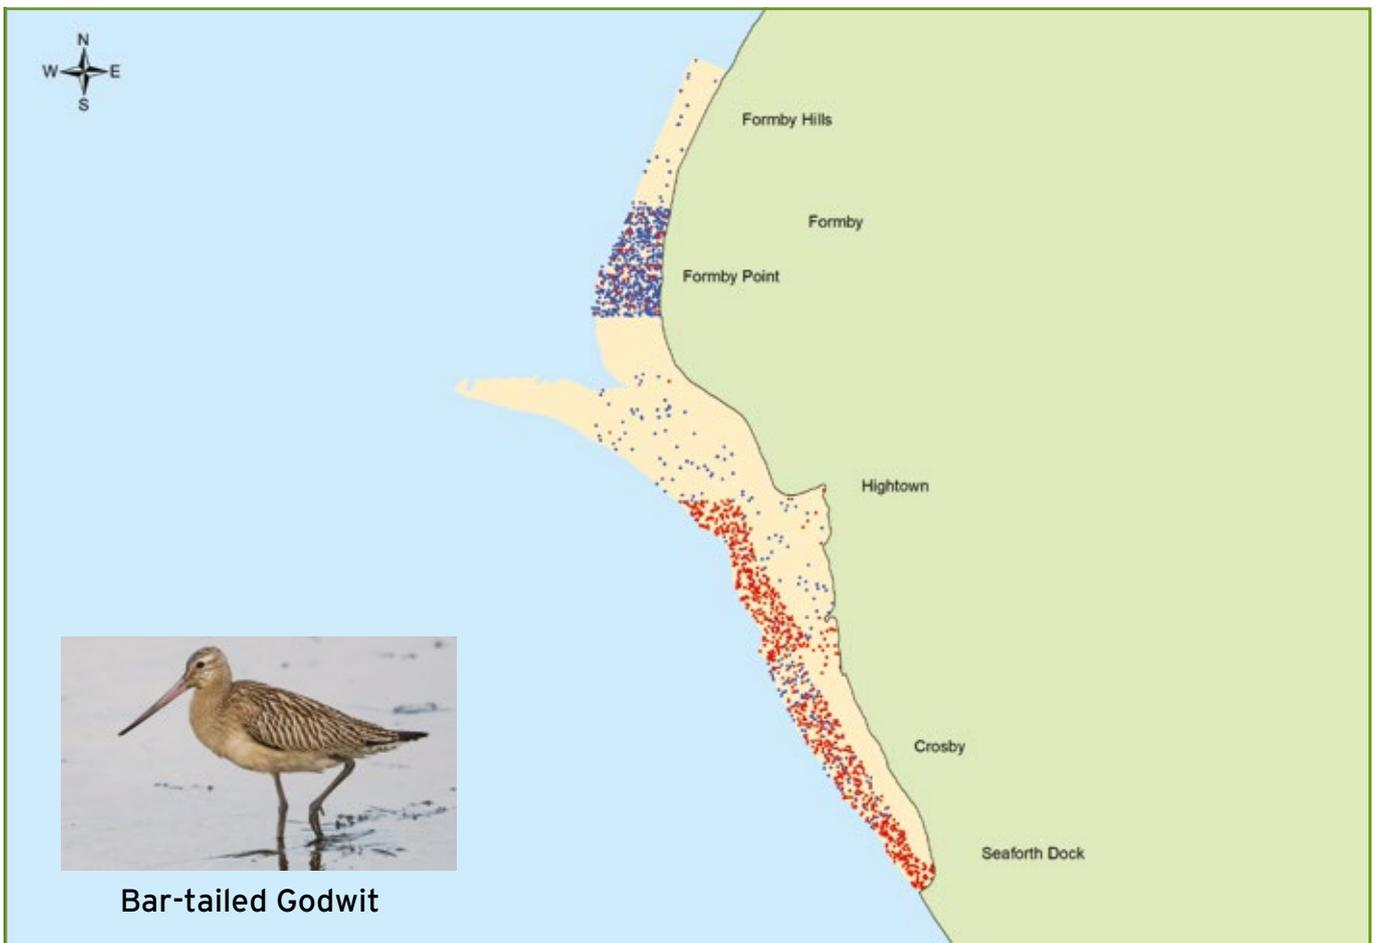 N
W E
S
Formby Hills
Formby
Formby Point
Hightown
Crosby
Seaforth Dock
Bar-tailed Godwit